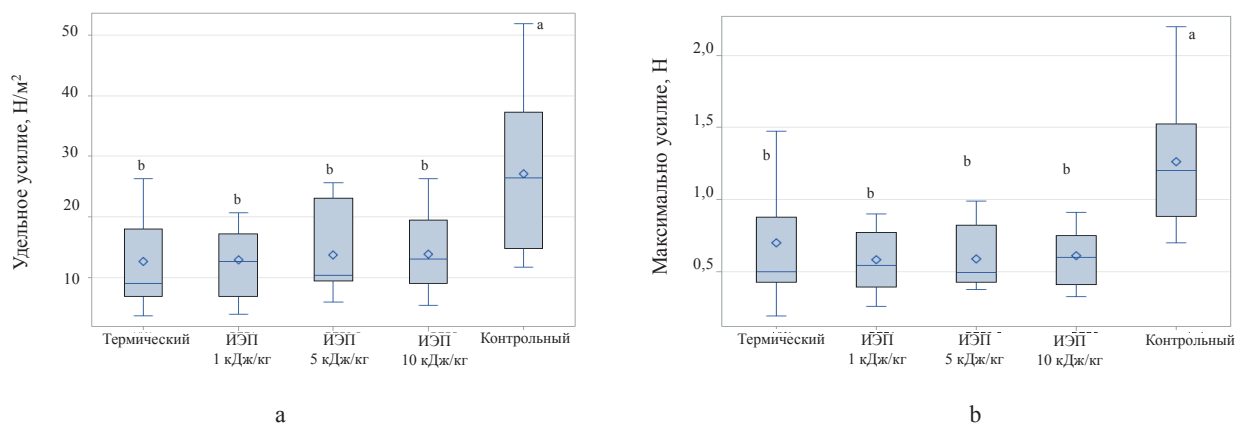 Удельное усилие, Н/м²
50
40
30
20
10
b
b
b
b
a
Термический
ИЭП
1 кДж/кг
ИЭП
5 кДж/кг
ИЭП
10 кДж/кг
Контрольный
a
Максимально усилие, Н
2,0
1,5
1,0
0,5
b
b
b
b
a
Термический
ИЭП
1 кДж/кг
ИЭП
5 кДж/кг
ИЭП
10 кДж/кг
Контрольный
b